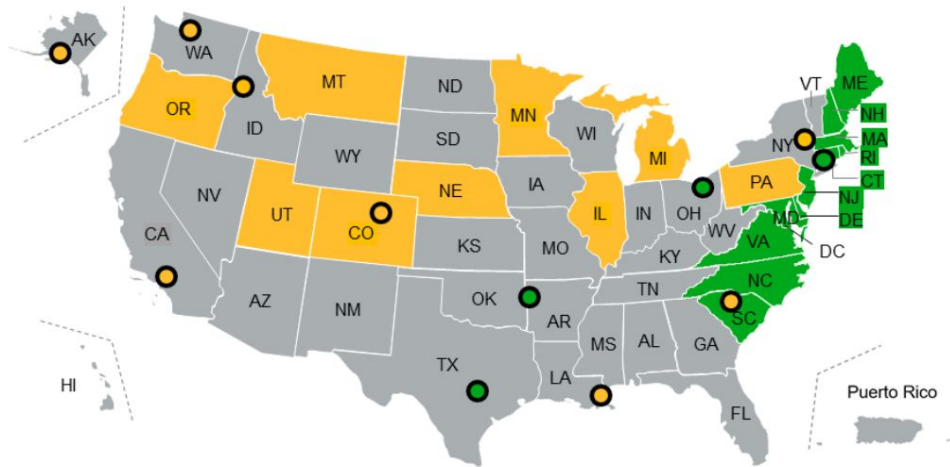 AK
WA
MT
ND
MN
VT
ME
OR
ID
SD
WI
NY
NH
MA
RI
CT
WY
MI
NE
IA
PA
NJ
NV
UT
CO
IL
IN
OH
MD
DE
WV
DC
CA
KS
MO
KY
VA
NC
AZ
NM
OK
AR
TN
SC
MS
AL
GA
TX
LA
FL
HI
Puerto Rico